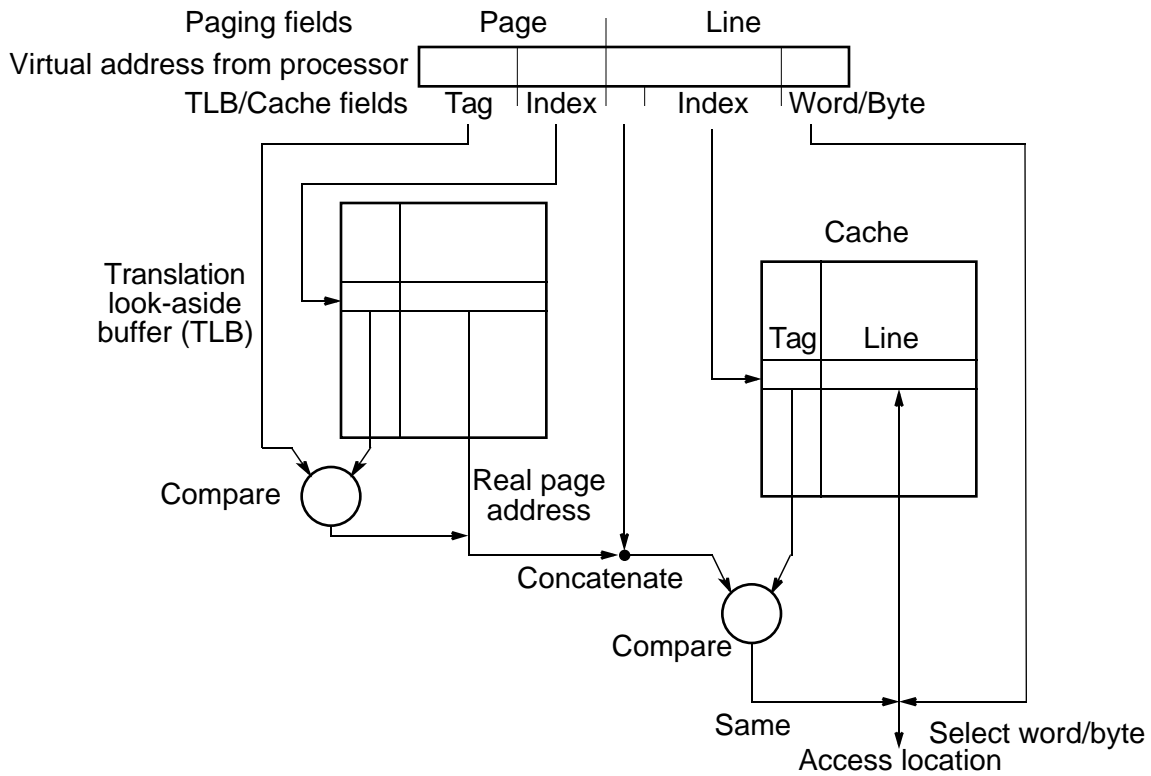 Paging fields Page Line
Virtual address from processor
TLB/Cache fields Tag Index Index Word/Byte
Cache
Translation
look-aside
buffer (TLB)
Tag Line
Real page
address
Compare
Concatenate
Compare
Same
Select word/byte
Access location